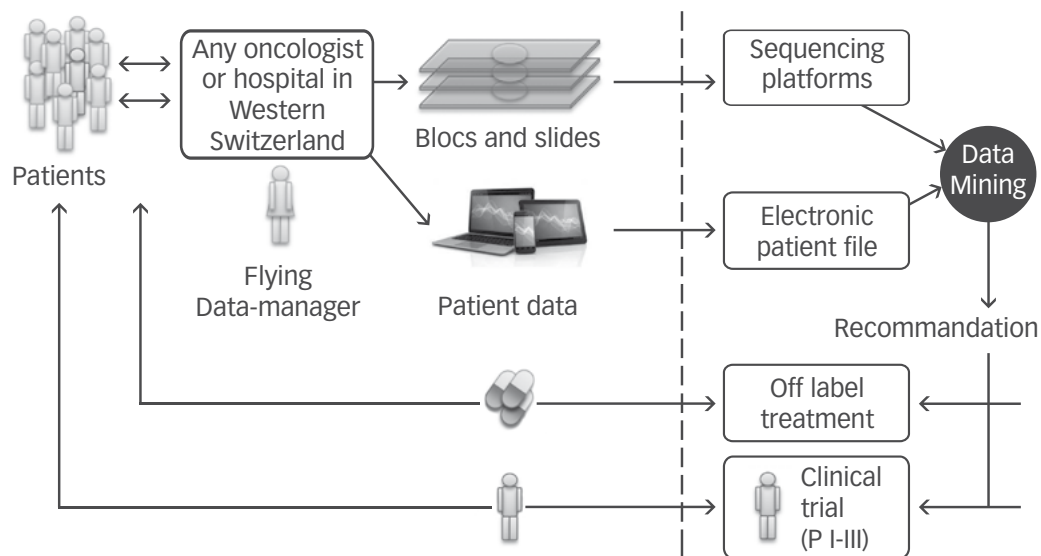 Patients
Any oncologist
or hospital in
Western
Switzerland
Flying
Data-manager
Blocs and slides
Patient data
Sequencing
platforms
Electronic
patient file
Data
Mining
Recommandation
Off label
treatment
Clinical
trial
(P I-III)